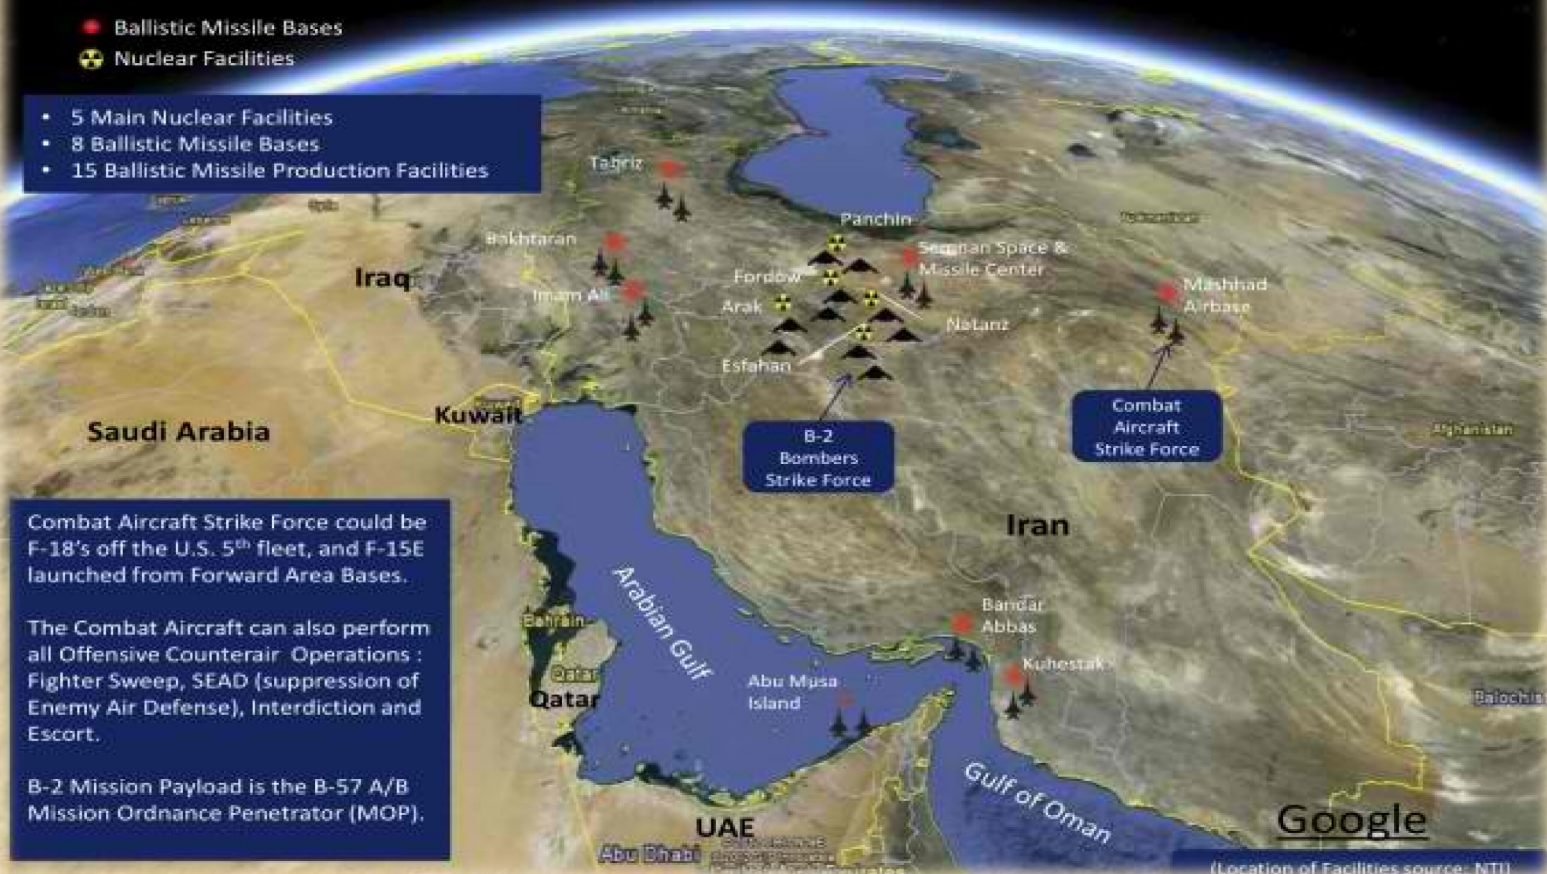 Ballistic Missile Bases
Nuclear Facilities
• 5 Main Nuclear Facilities
• 8 Ballistic Missile Bases
• 15 Ballistic Missile Production Facilities
Tabriz
Panchin
Bakhtaran
Semnan Space &
Missile Center
Iraq
Fordow
Imam Ali
Arak
Mashhad
Airbase
Natanz
Esfahan
Kuwait
Saudi Arabia
Combat
Aircraft
Strike Force
B-2
Bombers
Strike Force
Afghanistan
Iran
Combat Aircraft Strike Force could be
F-18's off the U.S. 5th fleet, and F-15E
launched from Forward Area Bases.
The Combat Aircraft can also perform
all Offensive Counterair Operations :
Fighter Sweep, SEAD (suppression of
Enemy Air Defense), Interdiction and
Escort.
B-2 Mission Payload is the B-57 A/B
Mission Ordnance Penetrator (MOP).
Arabian Gulf
Bahrain
Qatar
Qatar
Bandar
Abbas
Kuhestak
Abu Musa
Island
Balochis
Gulf of Oman
UAE
Abu Dhabi
Google
(Location of Facilities source: NTI)